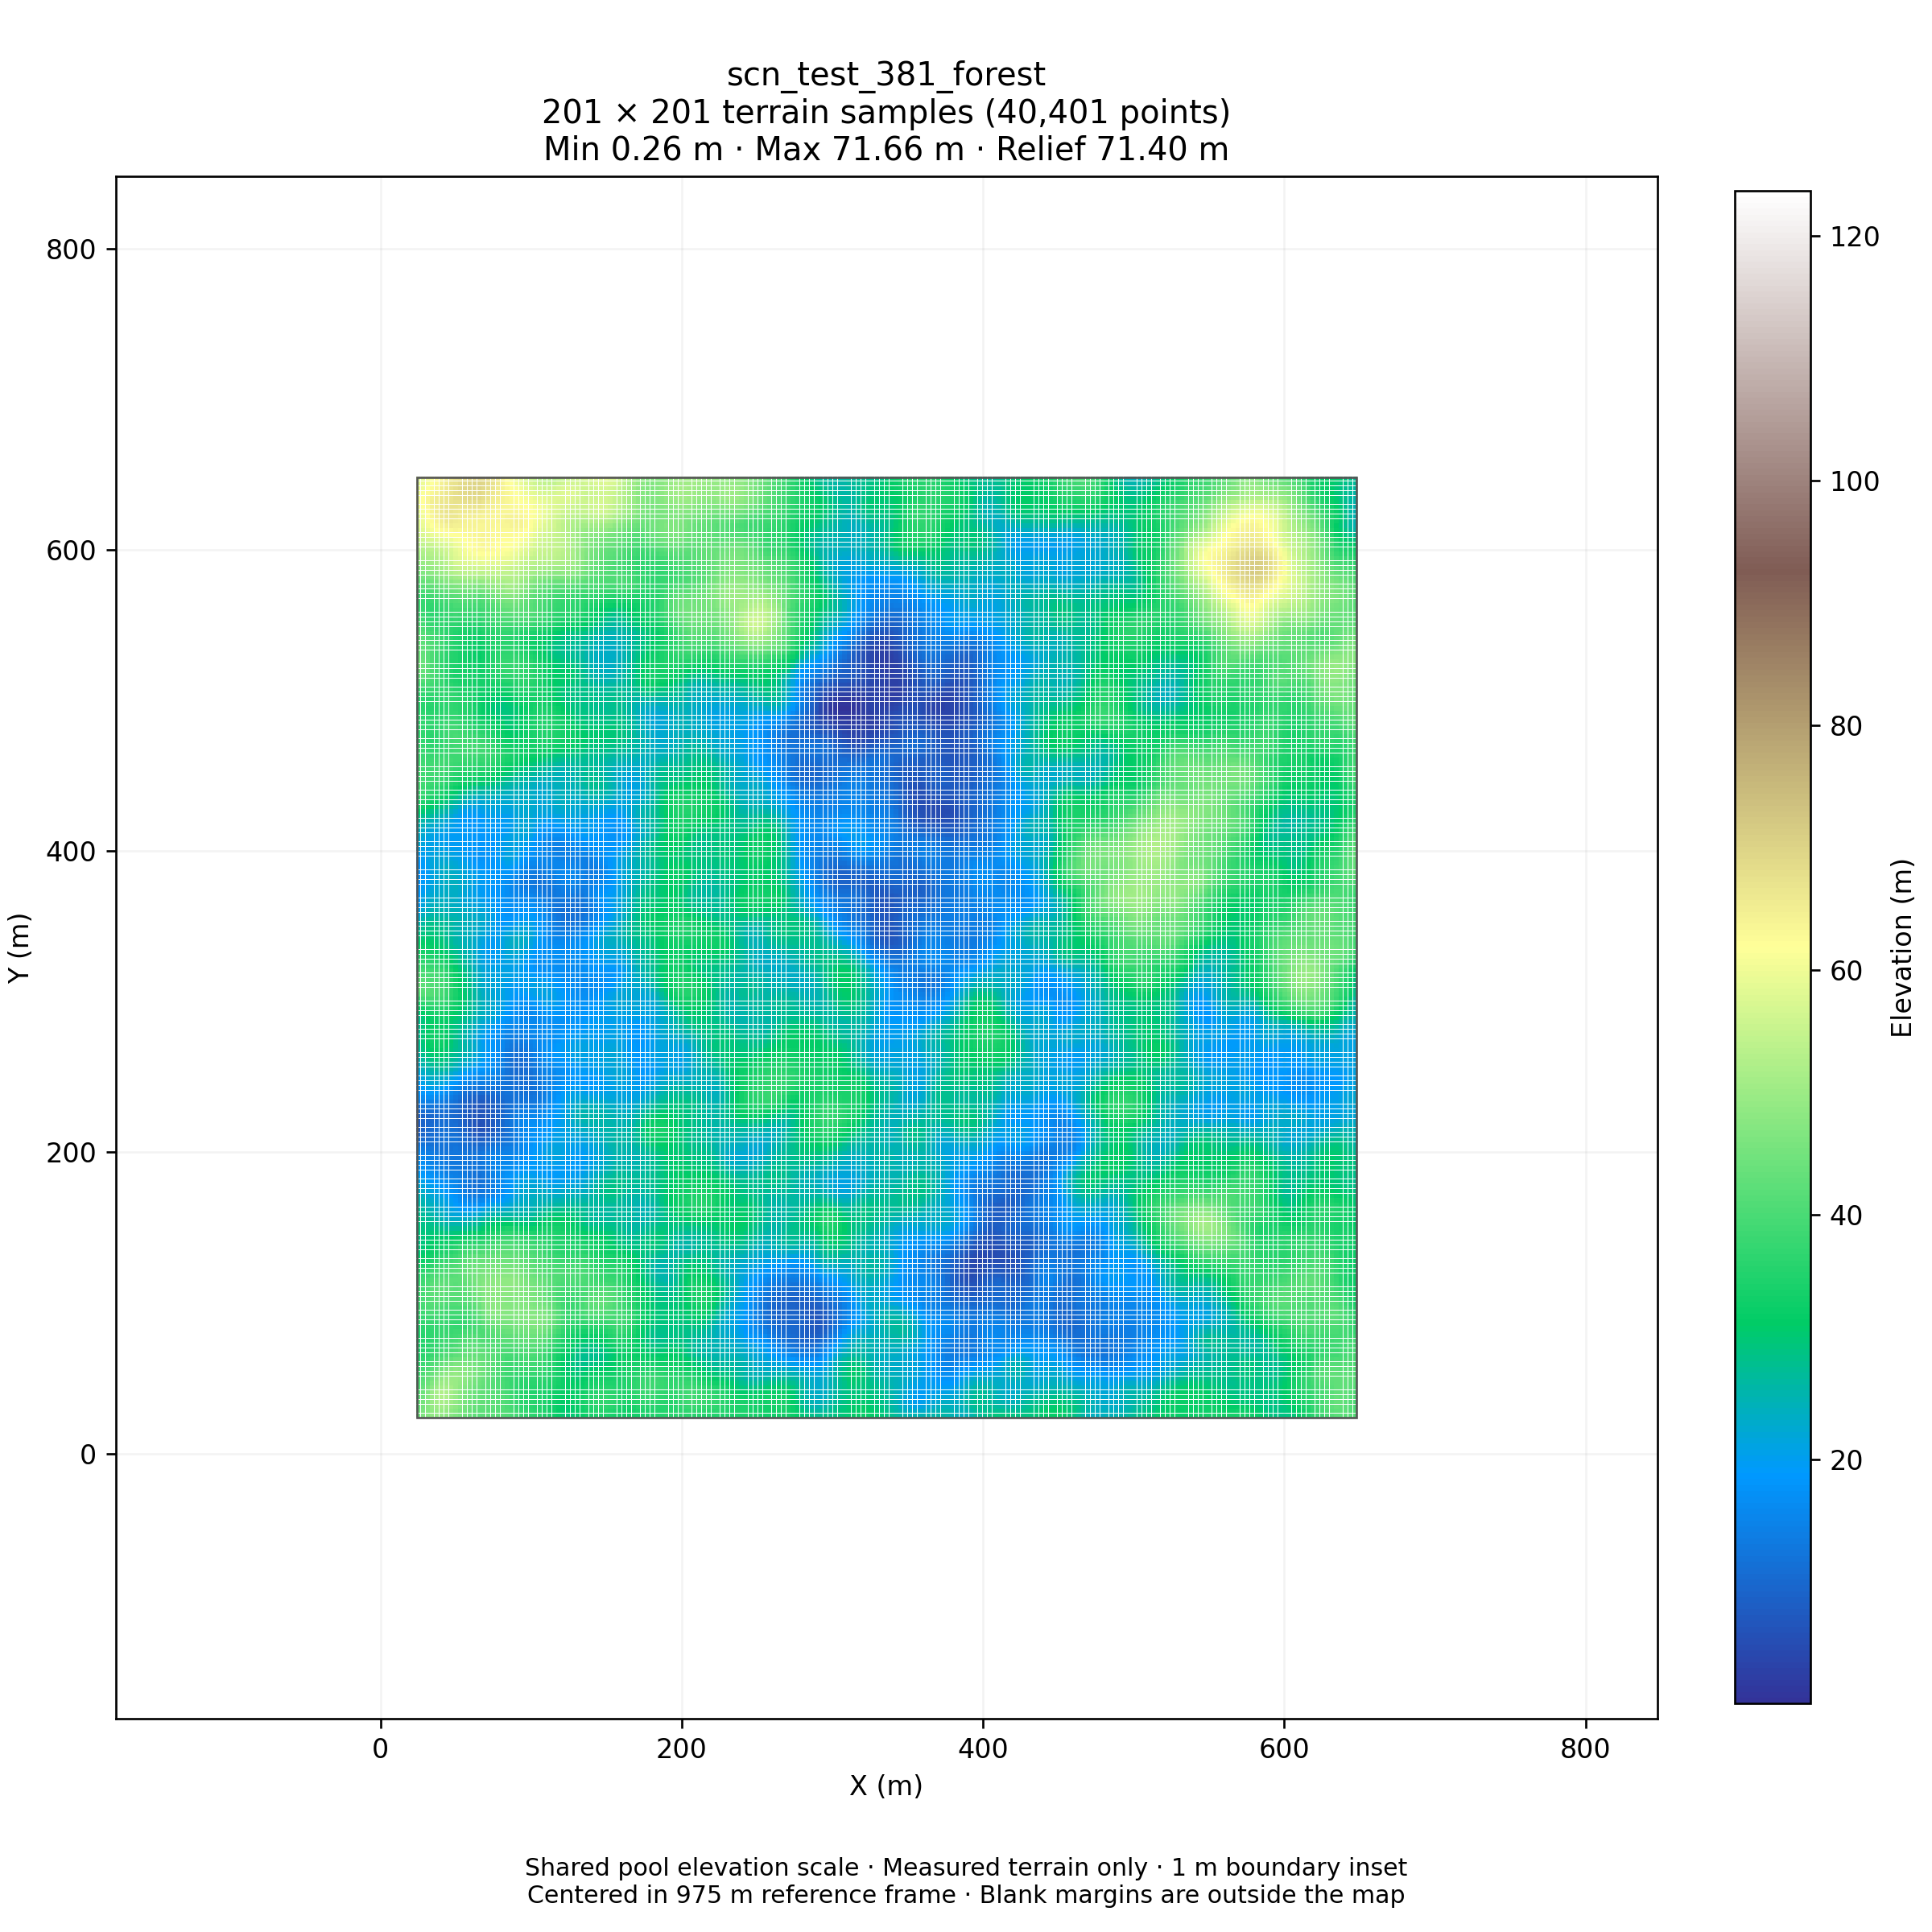 scn_test_381_forest
201 × 201 terrain samples (40,401 points)
Min 0.26 m · Max 71.66 m · Relief 71.40 m
800
600
400
200
0
Y (m)
0
200
400
600
800
X (m)
120
100
80
60
40
20
Elevation (m)
Shared pool elevation scale · Measured terrain only · 1 m boundary inset
Centered in 975 m reference frame · Blank margins are outside the map